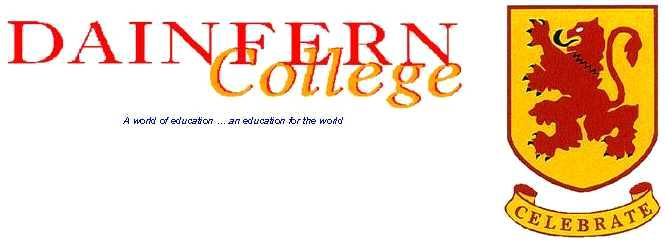 DAINFERN
College
A world of education ... an education for the world
CELEBRATE